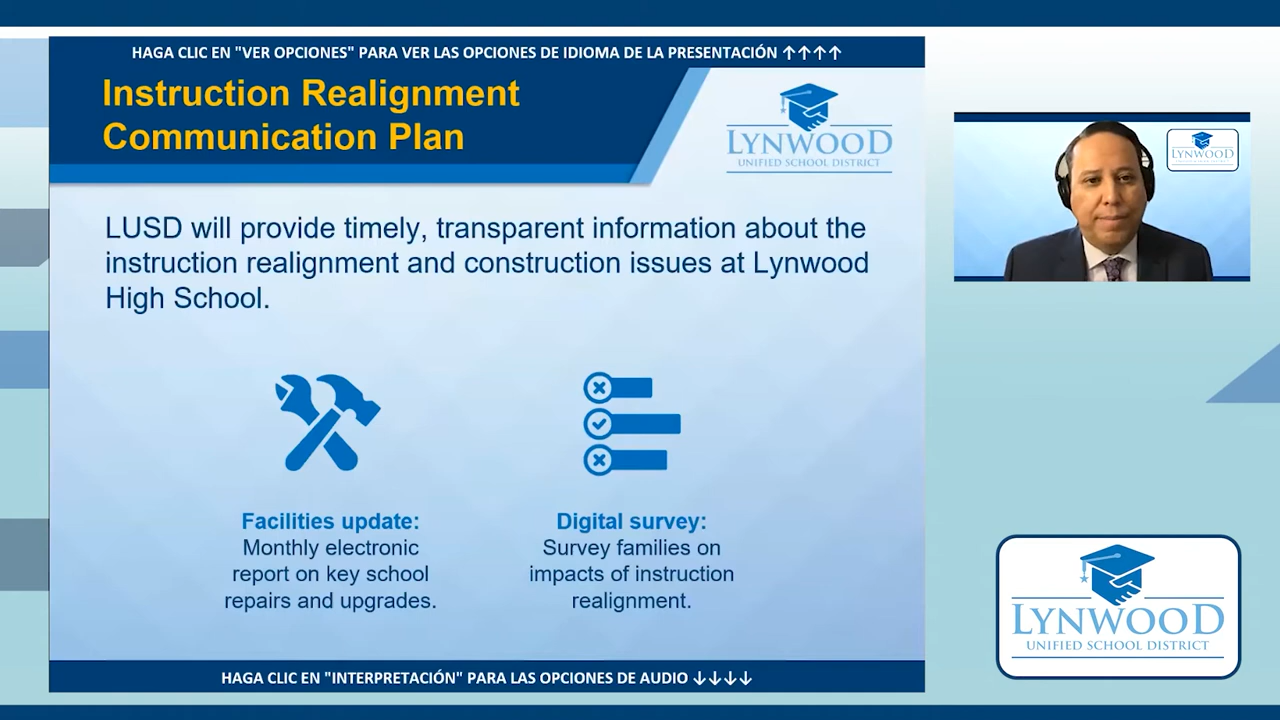 HAGA CLIC EN "VER OPCIONES" PARA VER LAS OPCIONES DE IDIOMA DE LA PRESENTACIÓN ↑↑↑↑
Instruction Realignment
Communication Plan
LYNWOOD
UNIFIED SCHOOL DISTRICT
LUSD will provide timely, transparent information about the
instruction realignment and construction issues at Lynwood
High School.
Facilities update:
Monthly electronic
report on key school
repairs and upgrades.
Digital survey:
Survey families on
impacts of instruction
realignment.
HAGA CLIC EN "INTERPRETACIÓN" PARA LAS OPCIONES DE AUDIO ↓↓↓↓
LYNWOOD
LYNWOOD
UNIFIED SCHOOL DISTRICT